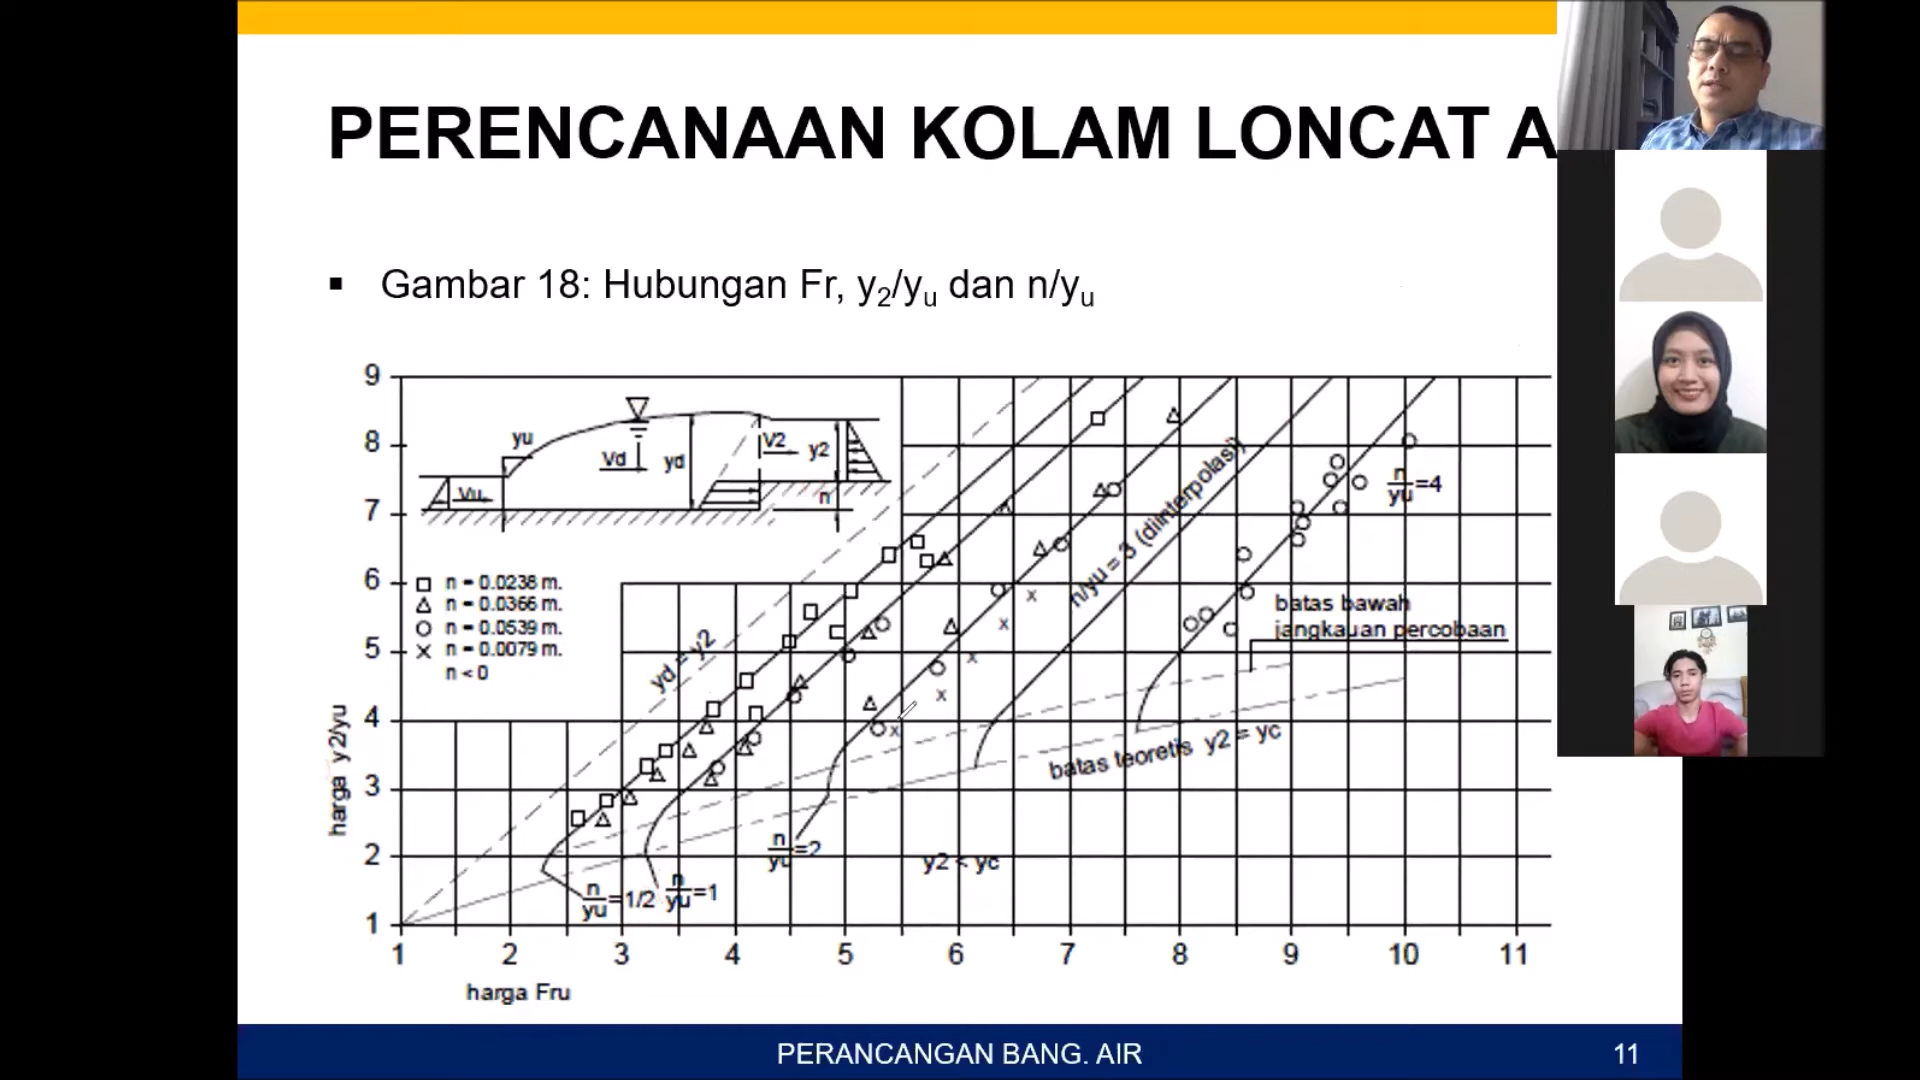 PERENCANAAN KOLAM LONCAT A
▪ Gambar 18: Hubungan Fr, y2/yu dan n/yu
9
8
7
6
5
4
3
2
1
harga y2/yu
yu
Vu
Vd
yd
V2
y2
n
□ n = 0.0238 m.
△ n = 0.0366 m.
○ n = 0.0539 m.
× n = 0.0079 m.
n < 0
yd = y2
n/yu = 3 (diinterpolasi)
n/yu=4
batas bawah
jangkauan percobaan
batas teoretis y2 = yc
n/yu=2
y2 < yc
n/yu=1/2
n/yu=1
1 2 3 4 5 6 7 8 9 10 11
harga Fru
PERANCANGAN BANG. AIR
11